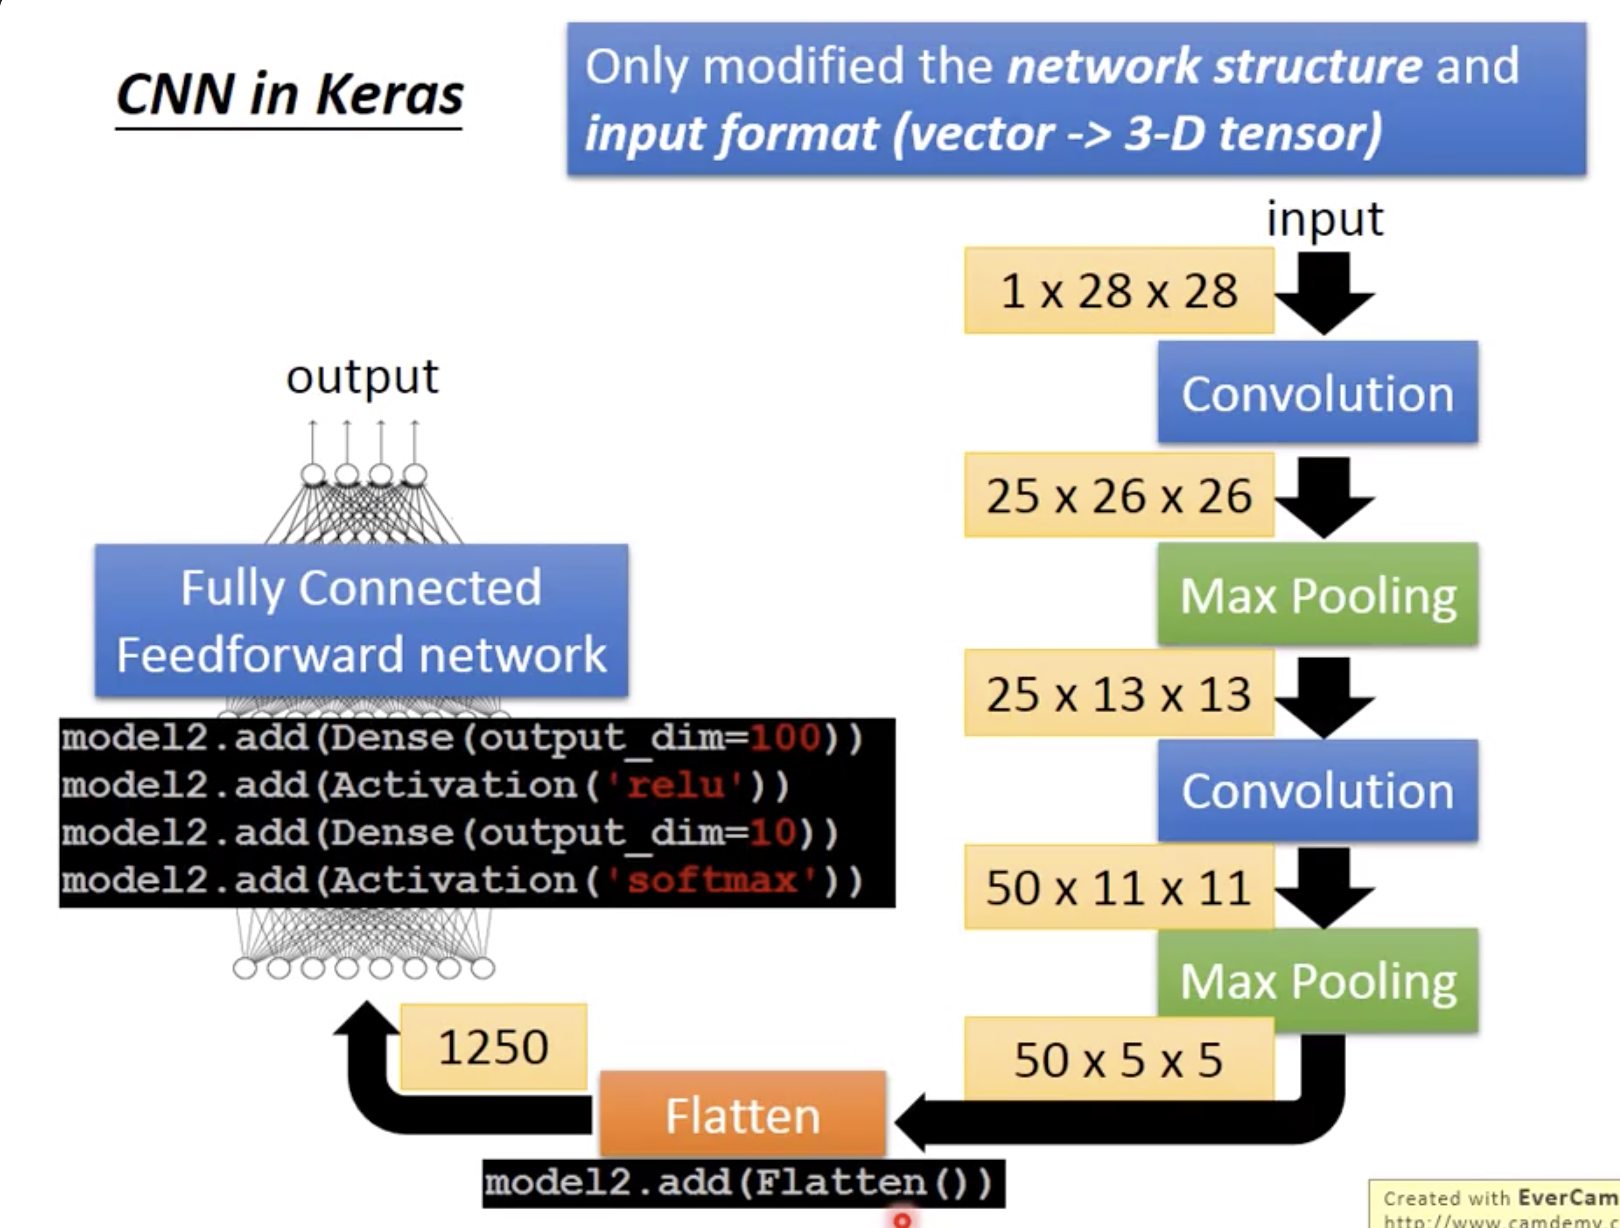 CNN in Keras
Only modified the network structure and
input format (vector -> 3-D tensor)
input
1 x 28 x 28
Convolution
25 x 26 x 26
Max Pooling
25 x 13 x 13
Convolution
50 x 11 x 11
Max Pooling
50 x 5 x 5
Flatten
model2.add(Flatten())
1250
output
Fully Connected
Feedforward network
model2.add(Dense(output_dim=100))
model2.add(Activation('relu'))
model2.add(Dense(output_dim=10))
model2.add(Activation('softmax'))
Created with EverCam
http://www.camdemy.c